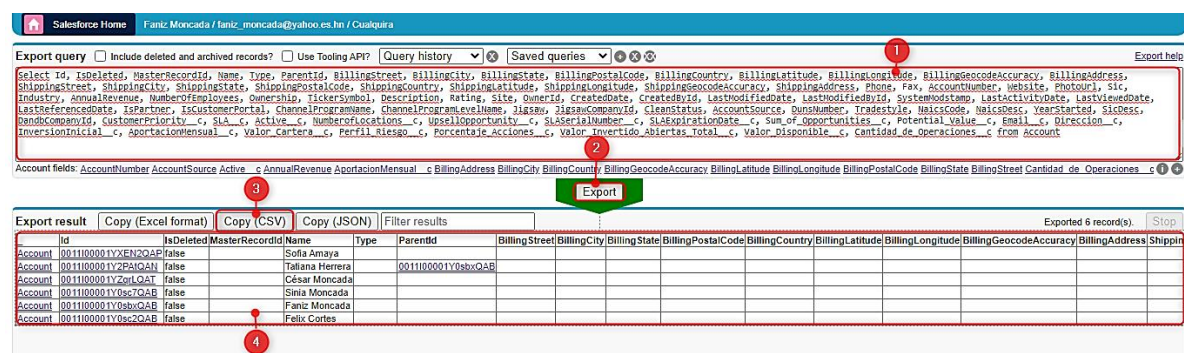 Salesforce Home Faniz Moncada / faniz_moncada@yahoo.es.hn / Cualquira
Export query Include deleted and archived records? Use Tooling API? Query history Saved queries Export help
1
Select Id, IsDeleted, MasterRecordId, Name, Type, ParentId, BillingStreet, BillingCity, BillingState, BillingPostalCode, BillingCountry, BillingLatitude, BillingLongitude, BillingGeocodeAccuracy, BillingAddress,
ShippingStreet, ShippingCity, ShippingState, ShippingPostalCode, ShippingCountry, ShippingLatitude, ShippingLongitude, ShippingGeocodeAccuracy, ShippingAddress, Phone, Fax, AccountNumber, Website, PhotoUrl, Sic,
Industry, AnnualRevenue, NumberOfEmployees, Ownership, TickerSymbol, Description, Rating, Site, OwnerId, CreatedDate, CreatedById, LastModifiedDate, LastModifiedById, SystemModstamp, LastActivityDate, LastViewedDate,
LastReferencedDate, IsPartner, IsCustomerPortal, ChannelProgramName, ChannelProgramLevelName, Jigsaw, JigsawCompanyId, CleanStatus, AccountSource, DunsNumber, Tradestyle, NaicsCode, NaicsDesc, YearStarted, SicDesc,
DandbCompanyId, CustomerPriority__c, SLA__c, Active__c, NumberofLocations__c, UpsellOpportunity__c, SLASerialNumber__c, SLAExpirationDate__c, Sum_of_Opportunities__c, Potential_Value__c, Email__c, Direccion__c,
InversionInicial__c, AportacionMensual__c, Valor_Cartera__c, Perfil_Riesgo__c, Porcentaje_Acciones__c, Valor_Invertido_Abiertas_Total__c, Valor_Disponible__c, Cantidad_de_Operaciones__c from Account
2
Account fields: AccountNumber AccountSource Active__c AnnualRevenue AportacionMensual__c BillingAddress BillingCity BillingCountry BillingGeocodeAccuracy BillingLatitude BillingLongitude BillingPostalCode BillingState BillingStreet Cantidad_de_Operaciones__c
3
Export
Export result Copy (Excel format) Copy (CSV) Copy (JSON) Filter results Exported 6 record(s). Stop
_ Id IsDeleted MasterRecordId Name Type ParentId BillingStreet BillingCity BillingState BillingPostalCode BillingCountry BillingLatitude BillingLongitude BillingGeocodeAccuracy BillingAddress Shippin
Account 0011I00001YXEN2QAP false Sofia Amaya
Account 0011I00001Y2PAtQAN false Tatiana Herrera 0011I00001Y0sbxQAB
Account 0011I00001YZqrLQAT false César Moncada
Account 0011I00001Y0sc7QAB false Sinia Moncada
Account 0011I00001Y0sbxQAB false Faniz Moncada
Account 0011I00001Y0sc2QAB false Felix Cortes
4